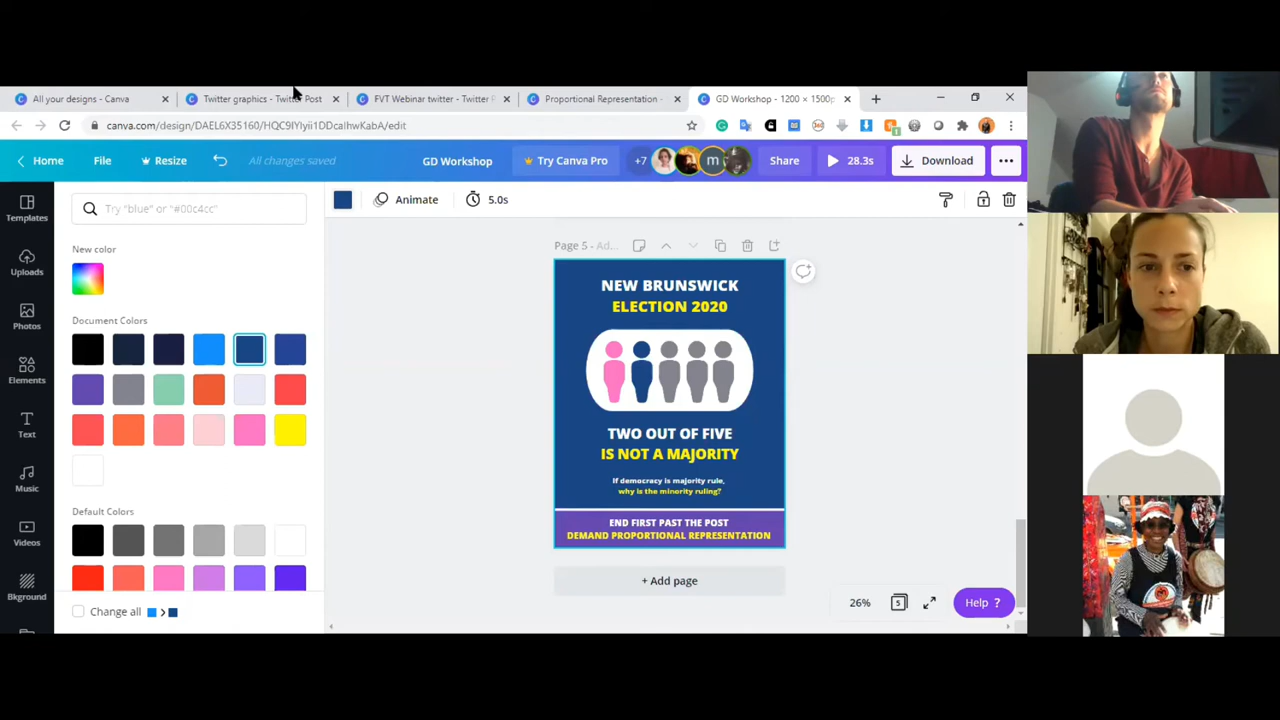 All your designs - Canva
Twitter graphics - Twitter Post
FVT Webinar twitter - Twitter P
Proportional Representation -
GD Workshop - 1200 × 1500p
canva.com/design/DAEL6X35160/HQC9IYIyii1DDcaIhwKabA/edit
Home
File
Resize
All changes saved
GD Workshop
Try Canva Pro
+7
m
Share
28.3s
Download
Templates
Uploads
Photos
Elements
Text
Music
Videos
Bkground
Try "blue" or "#00c4cc"
New color
Document Colors
Default Colors
Change all
Animate
5.0s
Page 5 - Ad...
NEW BRUNSWICK
ELECTION 2020
TWO OUT OF FIVE
IS NOT A MAJORITY
If democracy is majority rule,
why is the minority ruling?
END FIRST PAST THE POST
DEMAND PROPORTIONAL REPRESENTATION
+ Add page
26%
5
Help ?